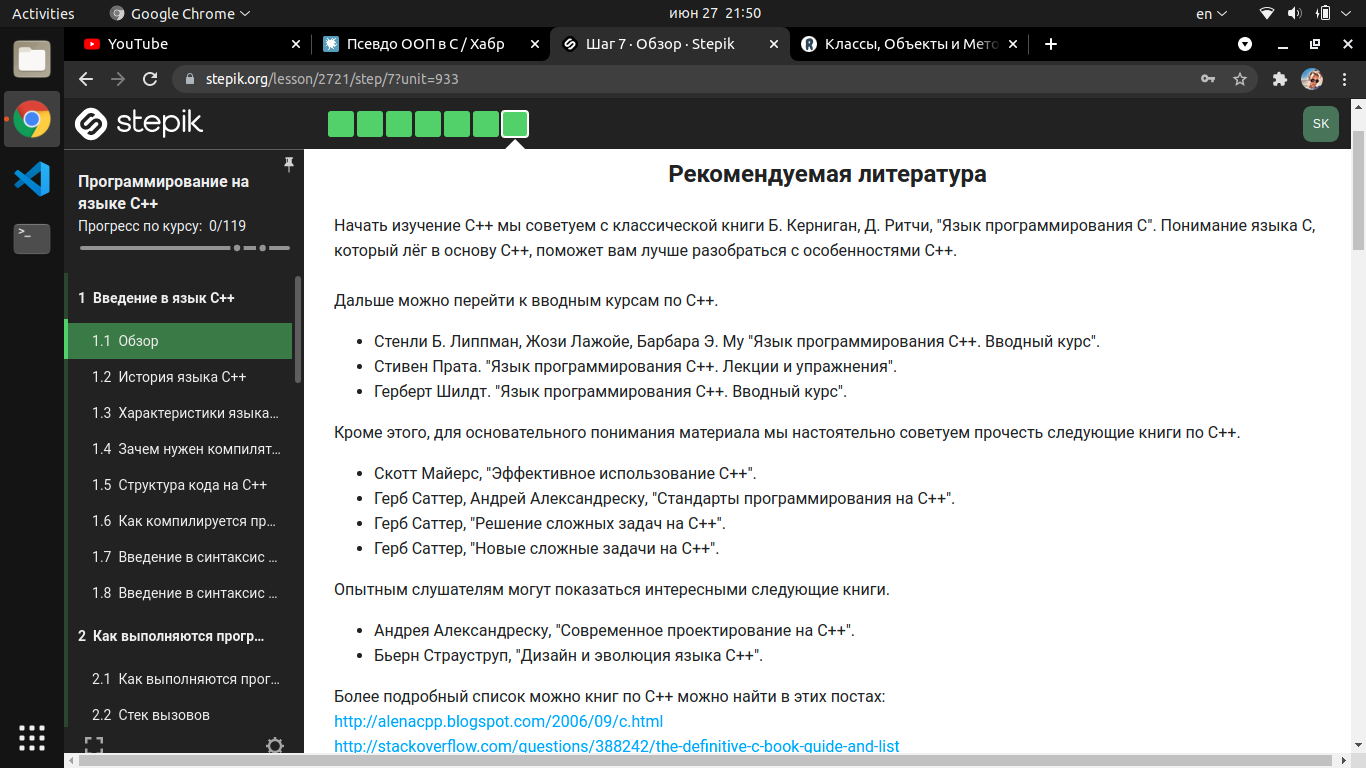 Activities
Google Chrome
июн 27 21:50
en
YouTube
Псевдо ООП в C / Хабр
Шаг 7 · Обзор · Stepik
Классы, Объекты и Мето
stepik.org/lesson/2721/step/7?unit=933
stepik
SK
Программирование на
языке C++
Прогресс по курсу: 0/119
1 Введение в язык C++
1.1 Обзор
1.2 История языка C++
1.3 Характеристики языка…
1.4 Зачем нужен компилят…
1.5 Структура кода на C++
1.6 Как компилируется пр…
1.7 Введение в синтаксис …
1.8 Введение в синтаксис …
2 Как выполняются прогр…
2.1 Как выполняются прог…
2.2 Стек вызовов
Рекомендуемая литература
Начать изучение C++ мы советуем с классической книги Б. Керниган, Д. Ритчи, "Язык программирования C". Понимание языка C,
который лёг в основу C++, поможет вам лучше разобраться с особенностями C++.
Дальше можно перейти к вводным курсам по C++.
• Стенли Б. Липпман, Жози Лажойе, Барбара Э. Му "Язык программирования C++. Вводный курс".
• Стивен Прата. "Язык программирования C++. Лекции и упражнения".
• Герберт Шилдт. "Язык программирования C++. Вводный курс".
Кроме этого, для основательного понимания материала мы настоятельно советуем прочесть следующие книги по C++.
• Скотт Майерс, "Эффективное использование C++".
• Герб Саттер, Андрей Александреску, "Стандарты программирования на C++".
• Герб Саттер, "Решение сложных задач на C++".
• Герб Саттер, "Новые сложные задачи на C++".
Опытным слушателям могут показаться интересными следующие книги.
• Андрея Александреску, "Современное проектирование на C++".
• Бьерн Страуструп, "Дизайн и эволюция языка C++".
Более подробный список можно книг по C++ можно найти в этих постах:
http://alenacpp.blogspot.com/2006/09/c.html
http://stackoverflow.com/questions/388242/the-definitive-c-book-guide-and-list